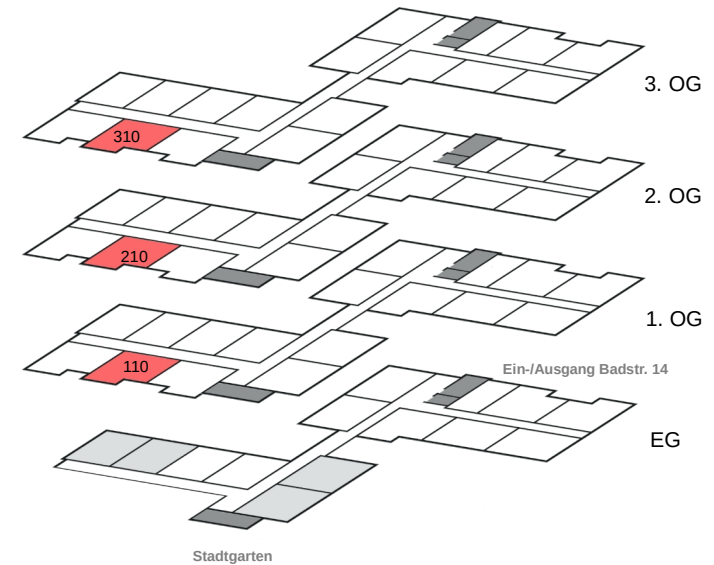 3. OG
310
2. OG
210
1. OG
110
Ein-/Ausgang Badstr. 14
EG
Stadtgarten